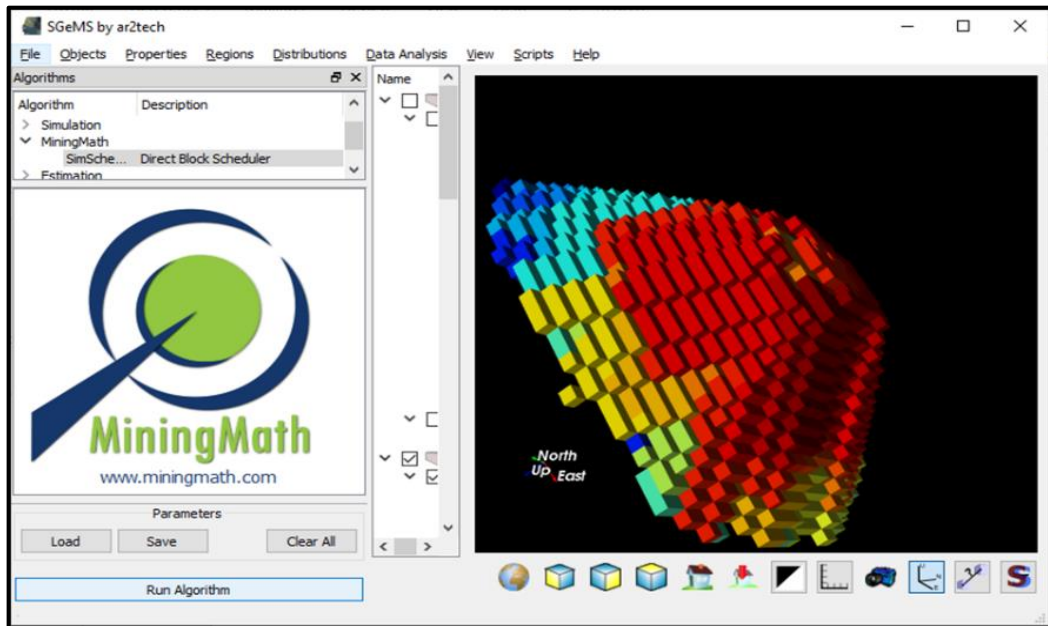 SGeMS by ar2tech
File Objects Properties Regions Distributions Data Analysis View Scripts Help
Algorithms
Name
Algorithm Description
Simulation
MiningMath
SimSche... Direct Block Scheduler
Estimation
MiningMath
www.miningmath.com
North
Up
East
Parameters
Load Save Clear All
Run Algorithm